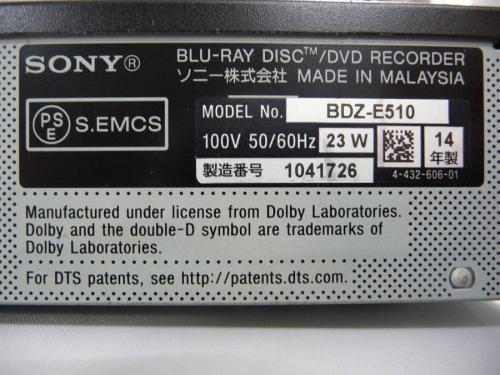 SONY®
BLU-RAY DISC™/DVD RECORDER
ソニー株式会社 MADE IN MALAYSIA
PSE S.EMCS
MODEL No. BDZ-E510
100V 50/60Hz 23 W 14年製
製造番号 1041726 4-432-606-01
Manufactured under license from Dolby Laboratories.
Dolby and the double-D symbol are trademarks of
Dolby Laboratories.
For DTS patents, see http://patents.dts.com.